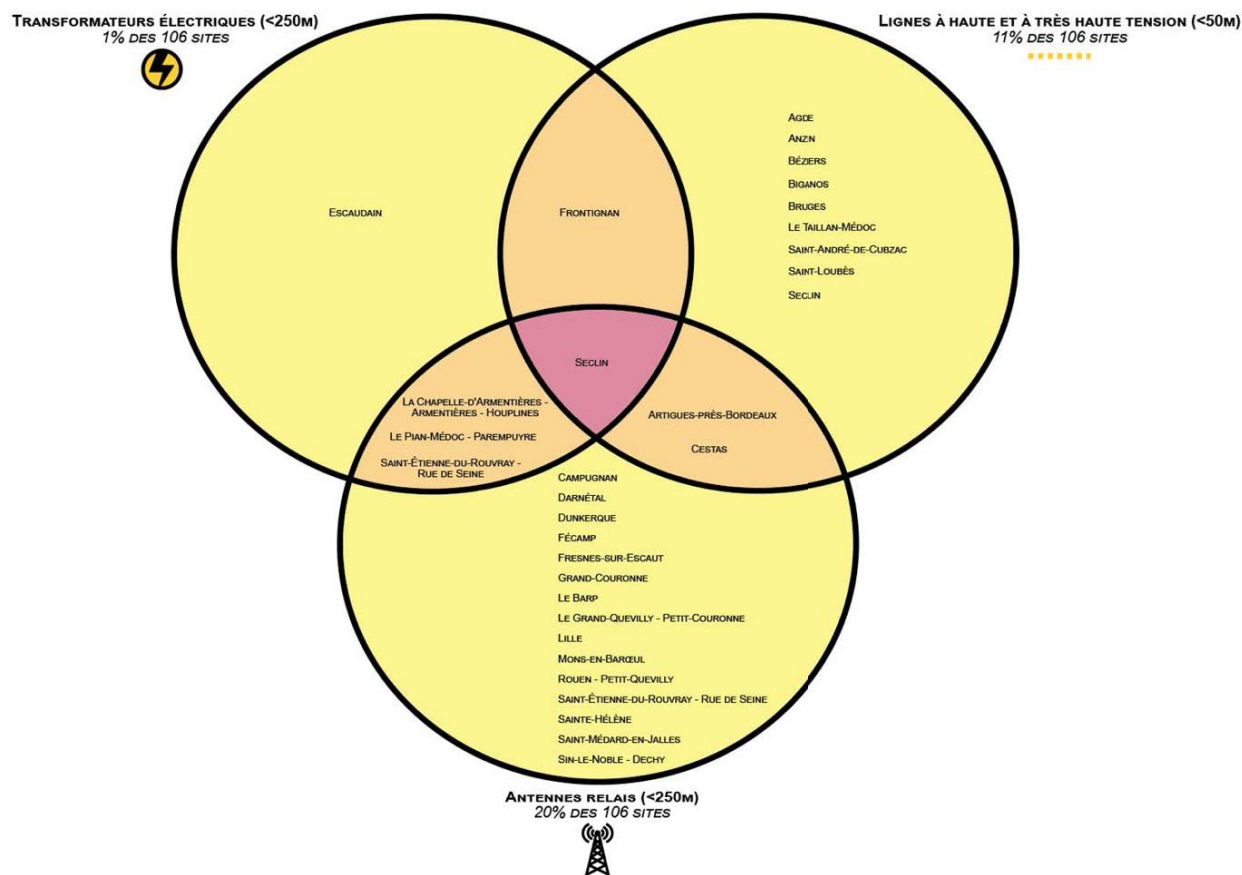 Transformateurs électriques (<250m)
1% des 106 sites
Lignes à haute et à très haute tension (<50m)
11% des 106 sites
Escaudain
Frontignan
Agde
Anzin
Béziers
Biganos
Bruges
Le Taillan-Médoc
Saint-André-de-Cubzac
Saint-Loubès
Seclin
Seclin
La Chapelle-d'Armentières -
Armentières - Houplines
Le Pian-Médoc - Parempuyre
Saint-Étienne-du-Rouvray -
Rue de Seine
Artigues-près-Bordeaux
Cestas
Campugnan
Darnétal
Dunkerque
Fécamp
Fresnes-sur-Escaut
Grand-Couronne
Le Barp
Le Grand-Quevilly - Petit-Couronne
Lille
Mons-en-Barœul
Rouen - Petit-Quevilly
Saint-Étienne-du-Rouvray - Rue de Seine
Sainte-Hélène
Saint-Médard-en-Jalles
Sin-le-Noble - Dechy
Antennes relais (<250m)
20% des 106 sites